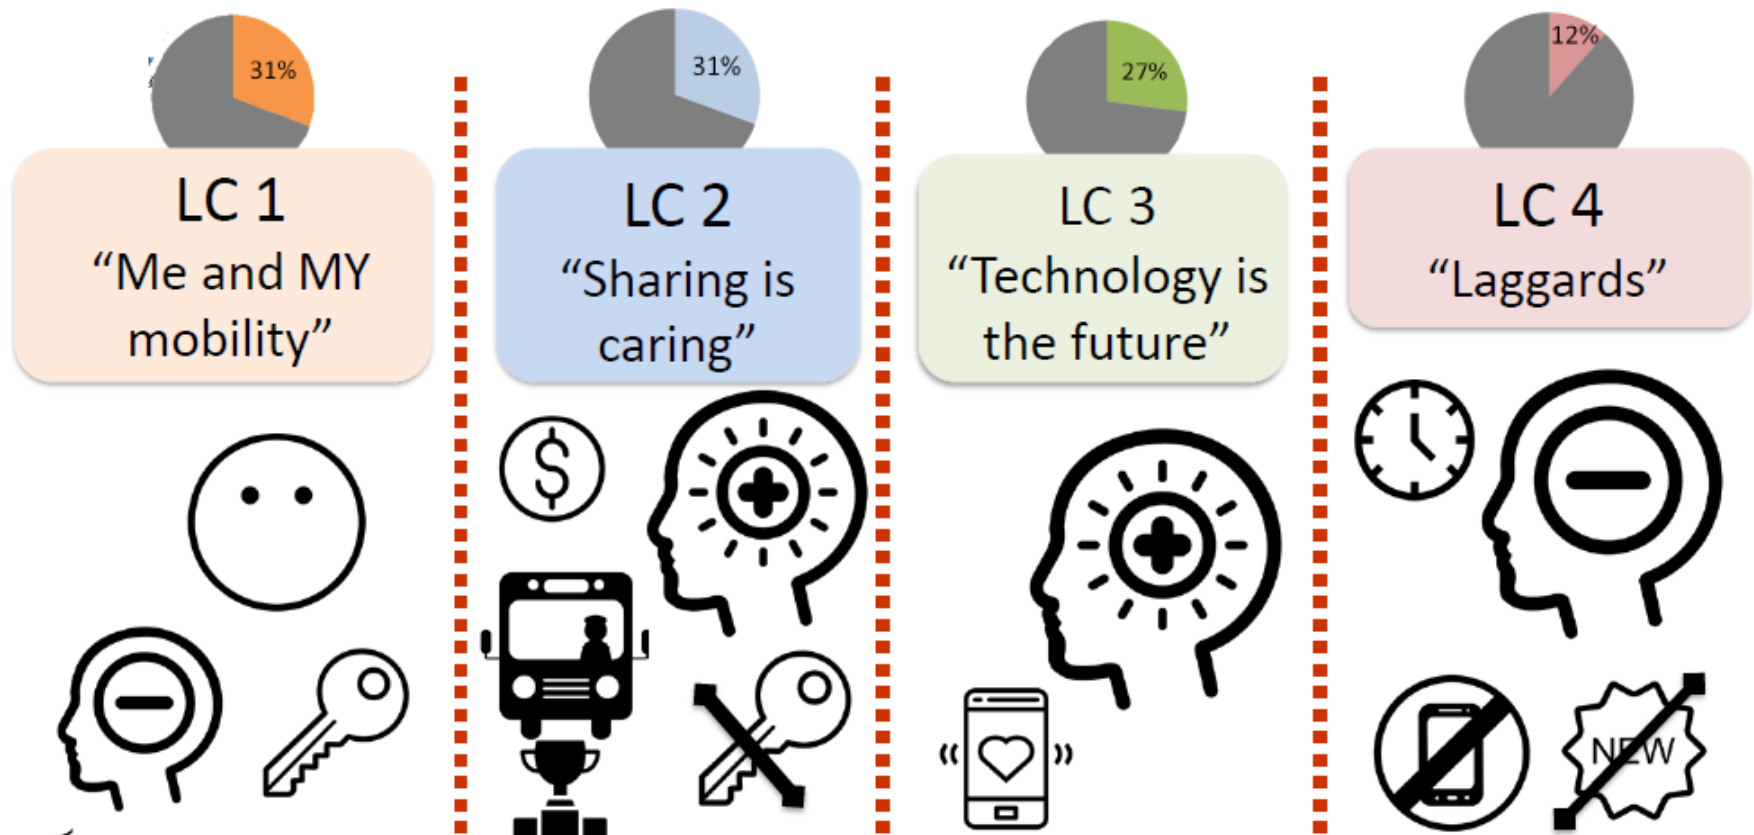 31%
LC 1
“Me and MY
mobility”
31%
LC 2
“Sharing is
caring”
$
27%
LC 3
“Technology is
the future”
12%
LC 4
“Laggards”
NEW